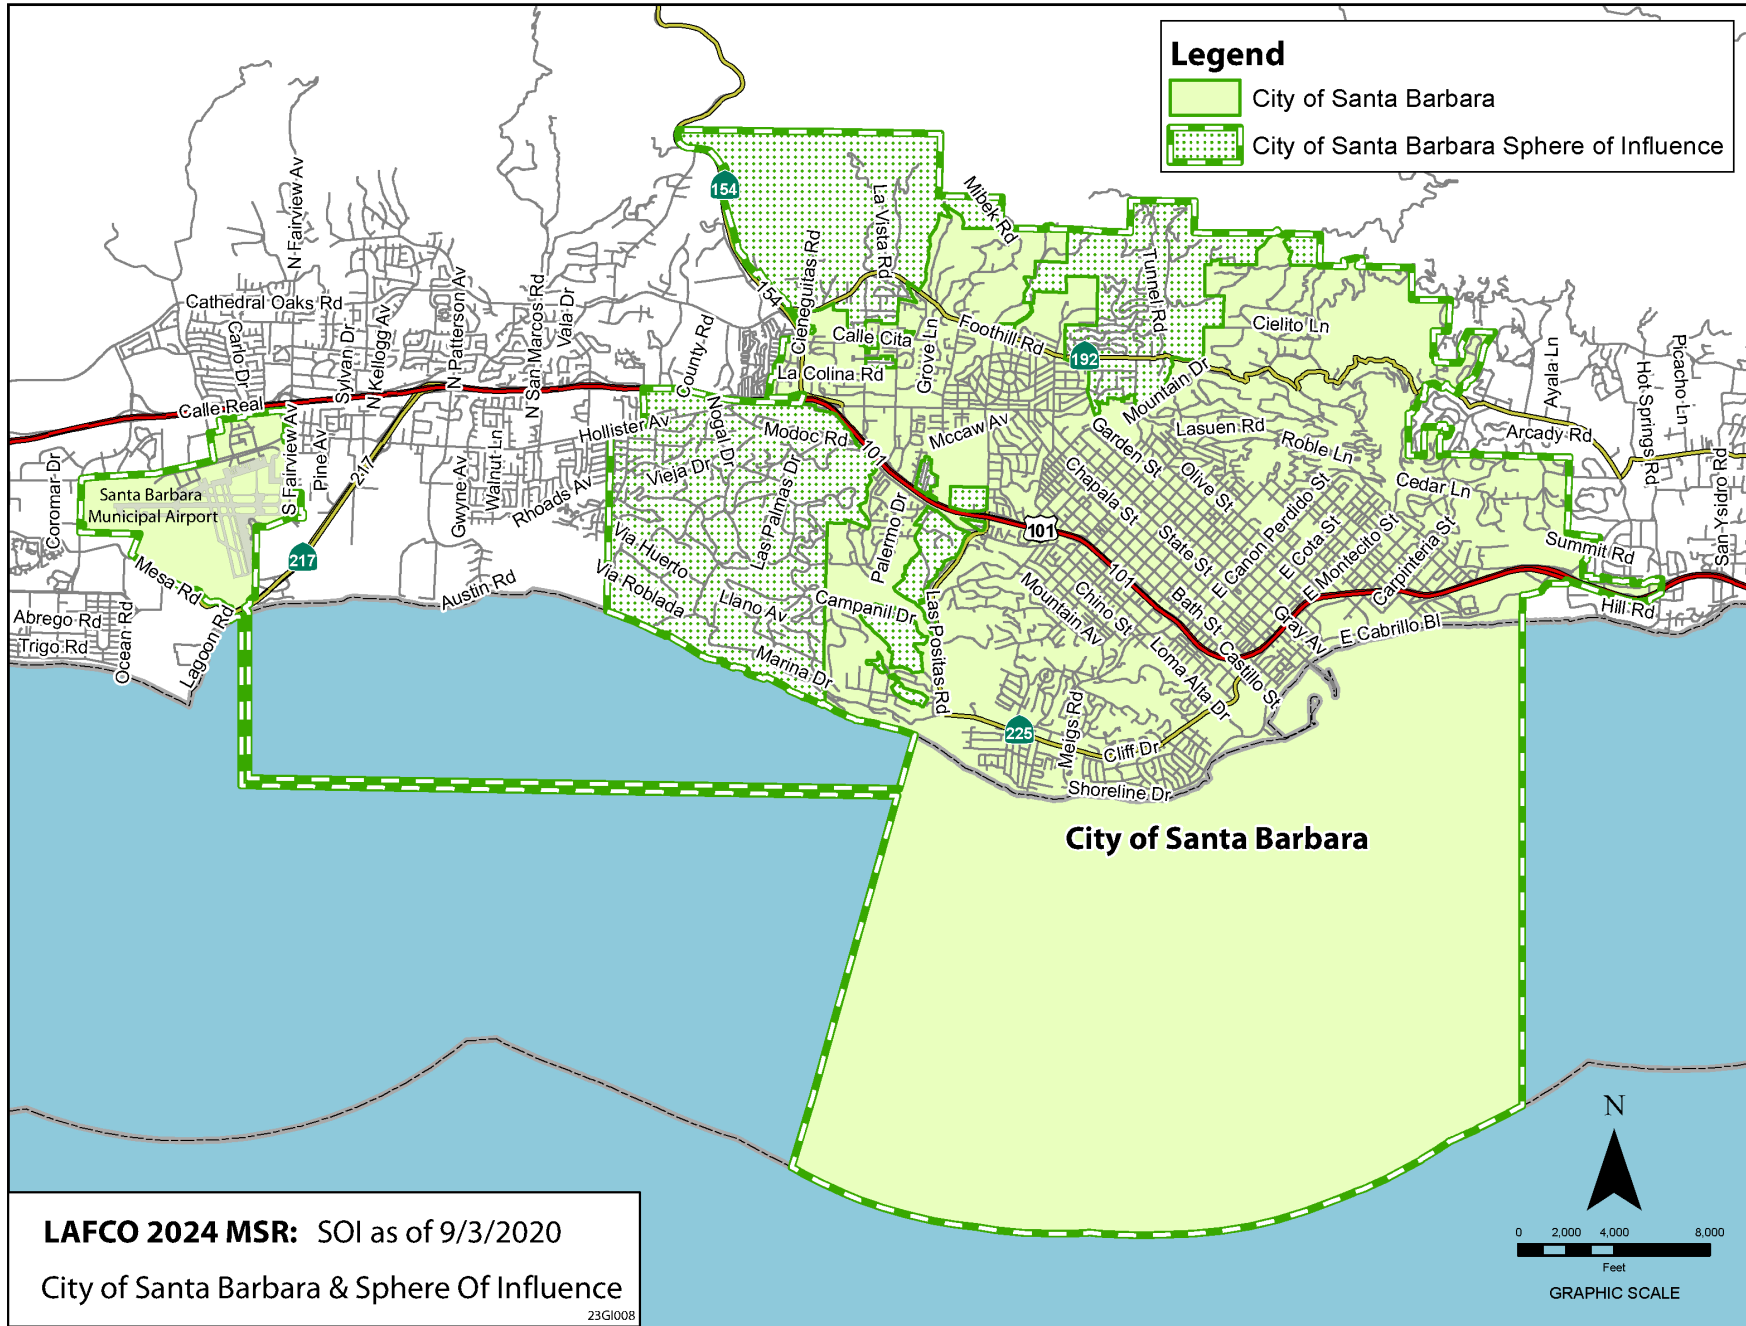 Legend
City of Santa Barbara
City of Santa Barbara Sphere of Influence
154
Mibek Rd
La Vista Rd
N Fairview Av
Cieneguitas Rd
Tunnel Rd
Cathedral Oaks Rd
N Patterson Av
N San Marcos Rd
Vala Dr
154
N Kellogg Av
Sylvan Dr
Carlo Dr
County Rd
Calle Cita
Grove Ln
Foothill Rd
Cielito Ln
192
La Colina Rd
Mountain Dr
Ayala Ln
Hot Springs Rd
Picacho Ln
Calle Real
S Fairview Av
Pine Av
Hollister Av
Nogal Dr
Modoc Rd
101
Mccaw Av
Garden St
Lasuen Rd
Roble Ln
Arcady Rd
Coromar Dr
217
Gwyne Av
Walnut Ln
Rhoads Av
Vieja Dr
Las Palmas Dr
Chapala St
Olive St
Cedar Ln
San Ysidro Rd
Santa Barbara
Municipal Airport
Palermo Dr
101
State St
E Canon Perdido St
E Cota St
E Montecito St
Carpinteria St
Summit Rd
217
Mesa Rd
Via Huerto
Via Roblada
Austin Rd
Llano Av
Campanil Dr
Las Positas Rd
Mountain Av
Chino St
101
Bath St
Gray Av
E Cabrillo Bl
Hill Rd
Abrego Rd
Trigo Rd
Ocean Rd
Lagoon Rd
Marina Dr
Loma Alta Dr
Castillo St
225
Meigs Rd
Cliff Dr
Shoreline Dr
City of Santa Barbara
N
0 2,000 4,000 8,000
Feet
GRAPHIC SCALE
LAFCO 2024 MSR: SOI as of 9/3/2020
City of Santa Barbara & Sphere Of Influence
23GI008